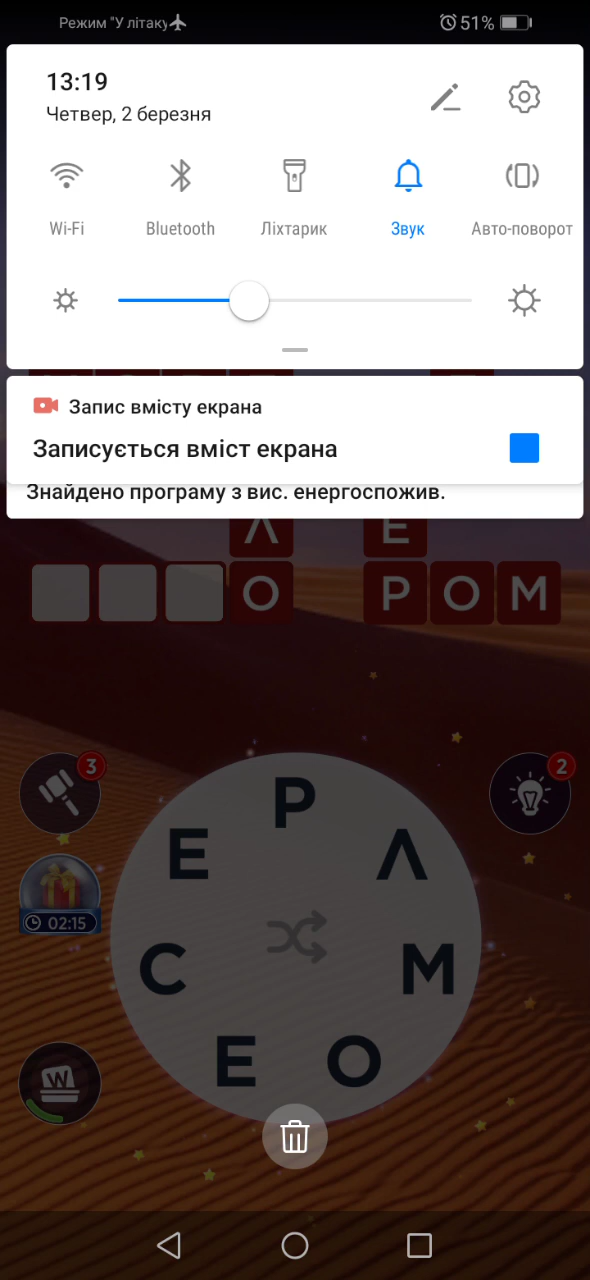 Режим "У літаку
51%
13:19
Четвер, 2 березня
Wi-Fi Bluetooth Ліхтарик Звук Авто-поворот
Запис вмісту екрана
Записується вміст екрана
Знайдено програму з вис. енергоспожив.
Л Е
О Р О М
3
2
Р
Е Л
02:15
С М
Е О
W